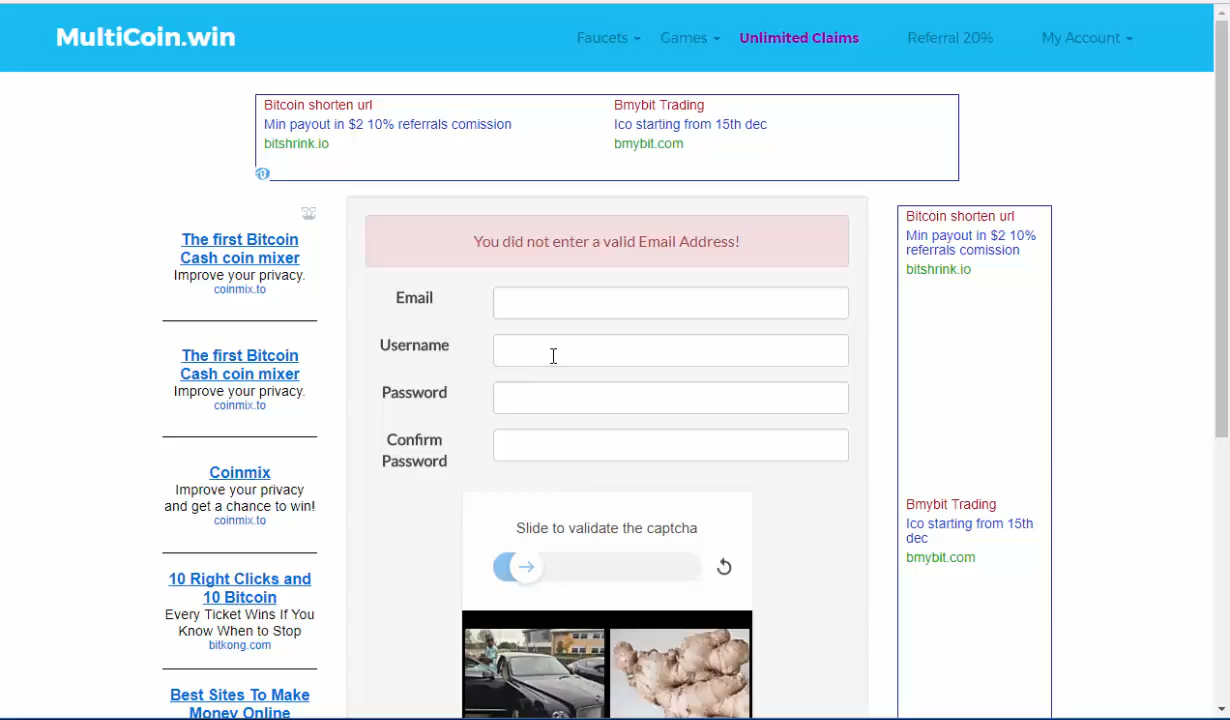 MultiCoin.win
Faucets Games Unlimited Claims Referral 20% My Account
Bitcoin shorten url
Min payout in $2 10% referrals comission
bitshrink.io
Bmybit Trading
Ico starting from 15th dec
bmybit.com
The first Bitcoin
Cash coin mixer
Improve your privacy.
coinmix.to
The first Bitcoin
Cash coin mixer
Improve your privacy.
coinmix.to
Coinmix
Improve your privacy
and get a chance to win!
coinmix.to
10 Right Clicks and
10 Bitcoin
Every Ticket Wins If You
Know When to Stop
bitkong.com
Best Sites To Make
Money Online
You did not enter a valid Email Address!
Email
Username
Password
Confirm
Password
Slide to validate the captcha
Bitcoin shorten url
Min payout in $2 10%
referrals comission
bitshrink.io
Bmybit Trading
Ico starting from 15th
dec
bmybit.com